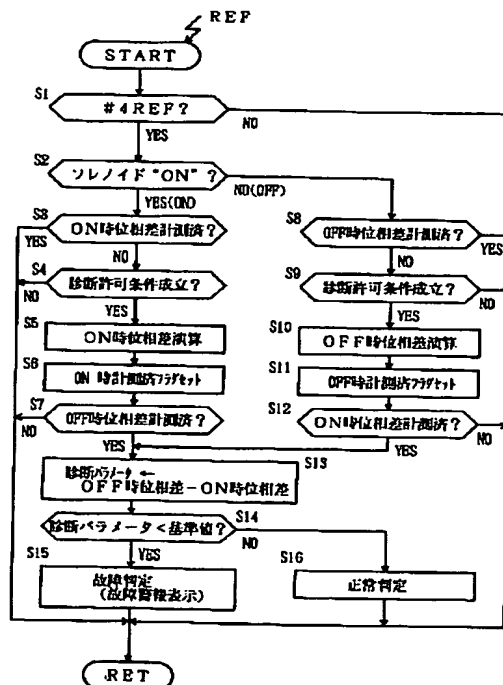 REF
START
S1
#4REF?
NO
YES
S2
ソレノイド"ON"?
NO(OFF)
YES(ON)
S3
ON時位相差計測済?
YES
NO
S4
診断許可条件成立?
NO
YES
S5
ON時位相差演算
S6
ON時計測済フラグセット
S7
OFF時位相差計測済?
NO
YES
S8
OFF時位相差計測済?
YES
NO
S9
診断許可条件成立?
NO
YES
S10
OFF時位相差演算
S11
OFF時計測済フラグセット
S12
ON時位相差計測済?
NO
YES
S13
診断パラメータ ←
OFF時位相差-ON時位相差
S14
診断パラメータ<基準値?
NO
YES
S15
故障判定
(故障警報表示)
S16
正常判定
RET